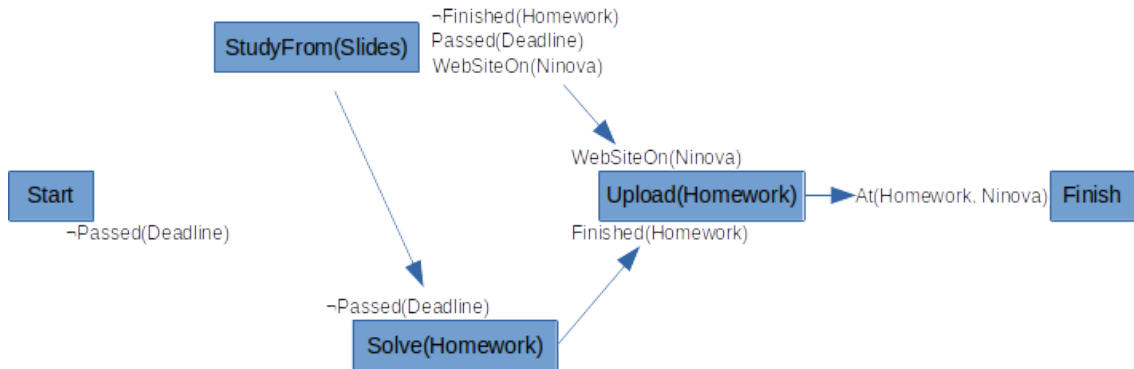 ¬Finished(Homework)
StudyFrom(Slides)
Passed(Deadline)
WebSiteOn(Ninova)
WebSiteOn(Ninova)
Start
Upload(Homework)
At(Homework, Ninova)
Finish
¬Passed(Deadline)
Finished(Homework)
¬Passed(Deadline)
Solve(Homework)